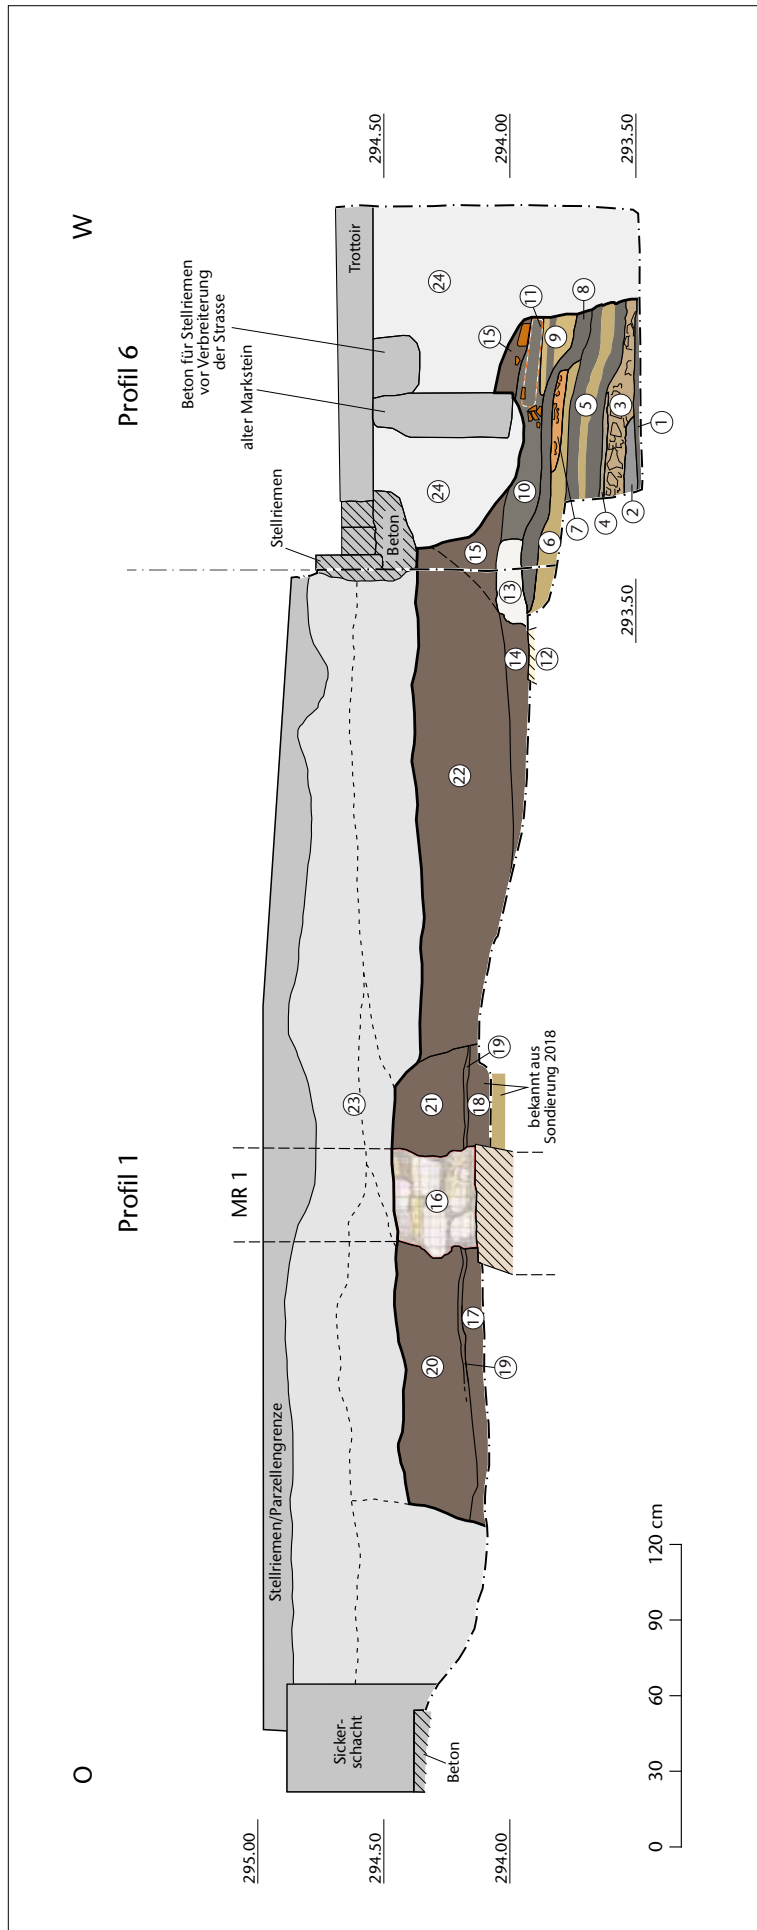 O
W
Profil 1
Profil 6
Stellriemen
alter Markstein
Beton für Stellriemen
vor Verbreiterung
der Strasse
MR 1
Stellriemen/Parzellengrenze
Trottoir
295.00
294.50
294.00
294.50
294.00
293.50
293.50
Sicker-
schacht
Beton
Beton
23
24
24
20
16
21
22
15
15
17
19
18
19
14
12
13
10
6
7
11
9
8
5
3
4
2
1
bekannt aus
Sondierung 2018
0
30
60
90
120 cm